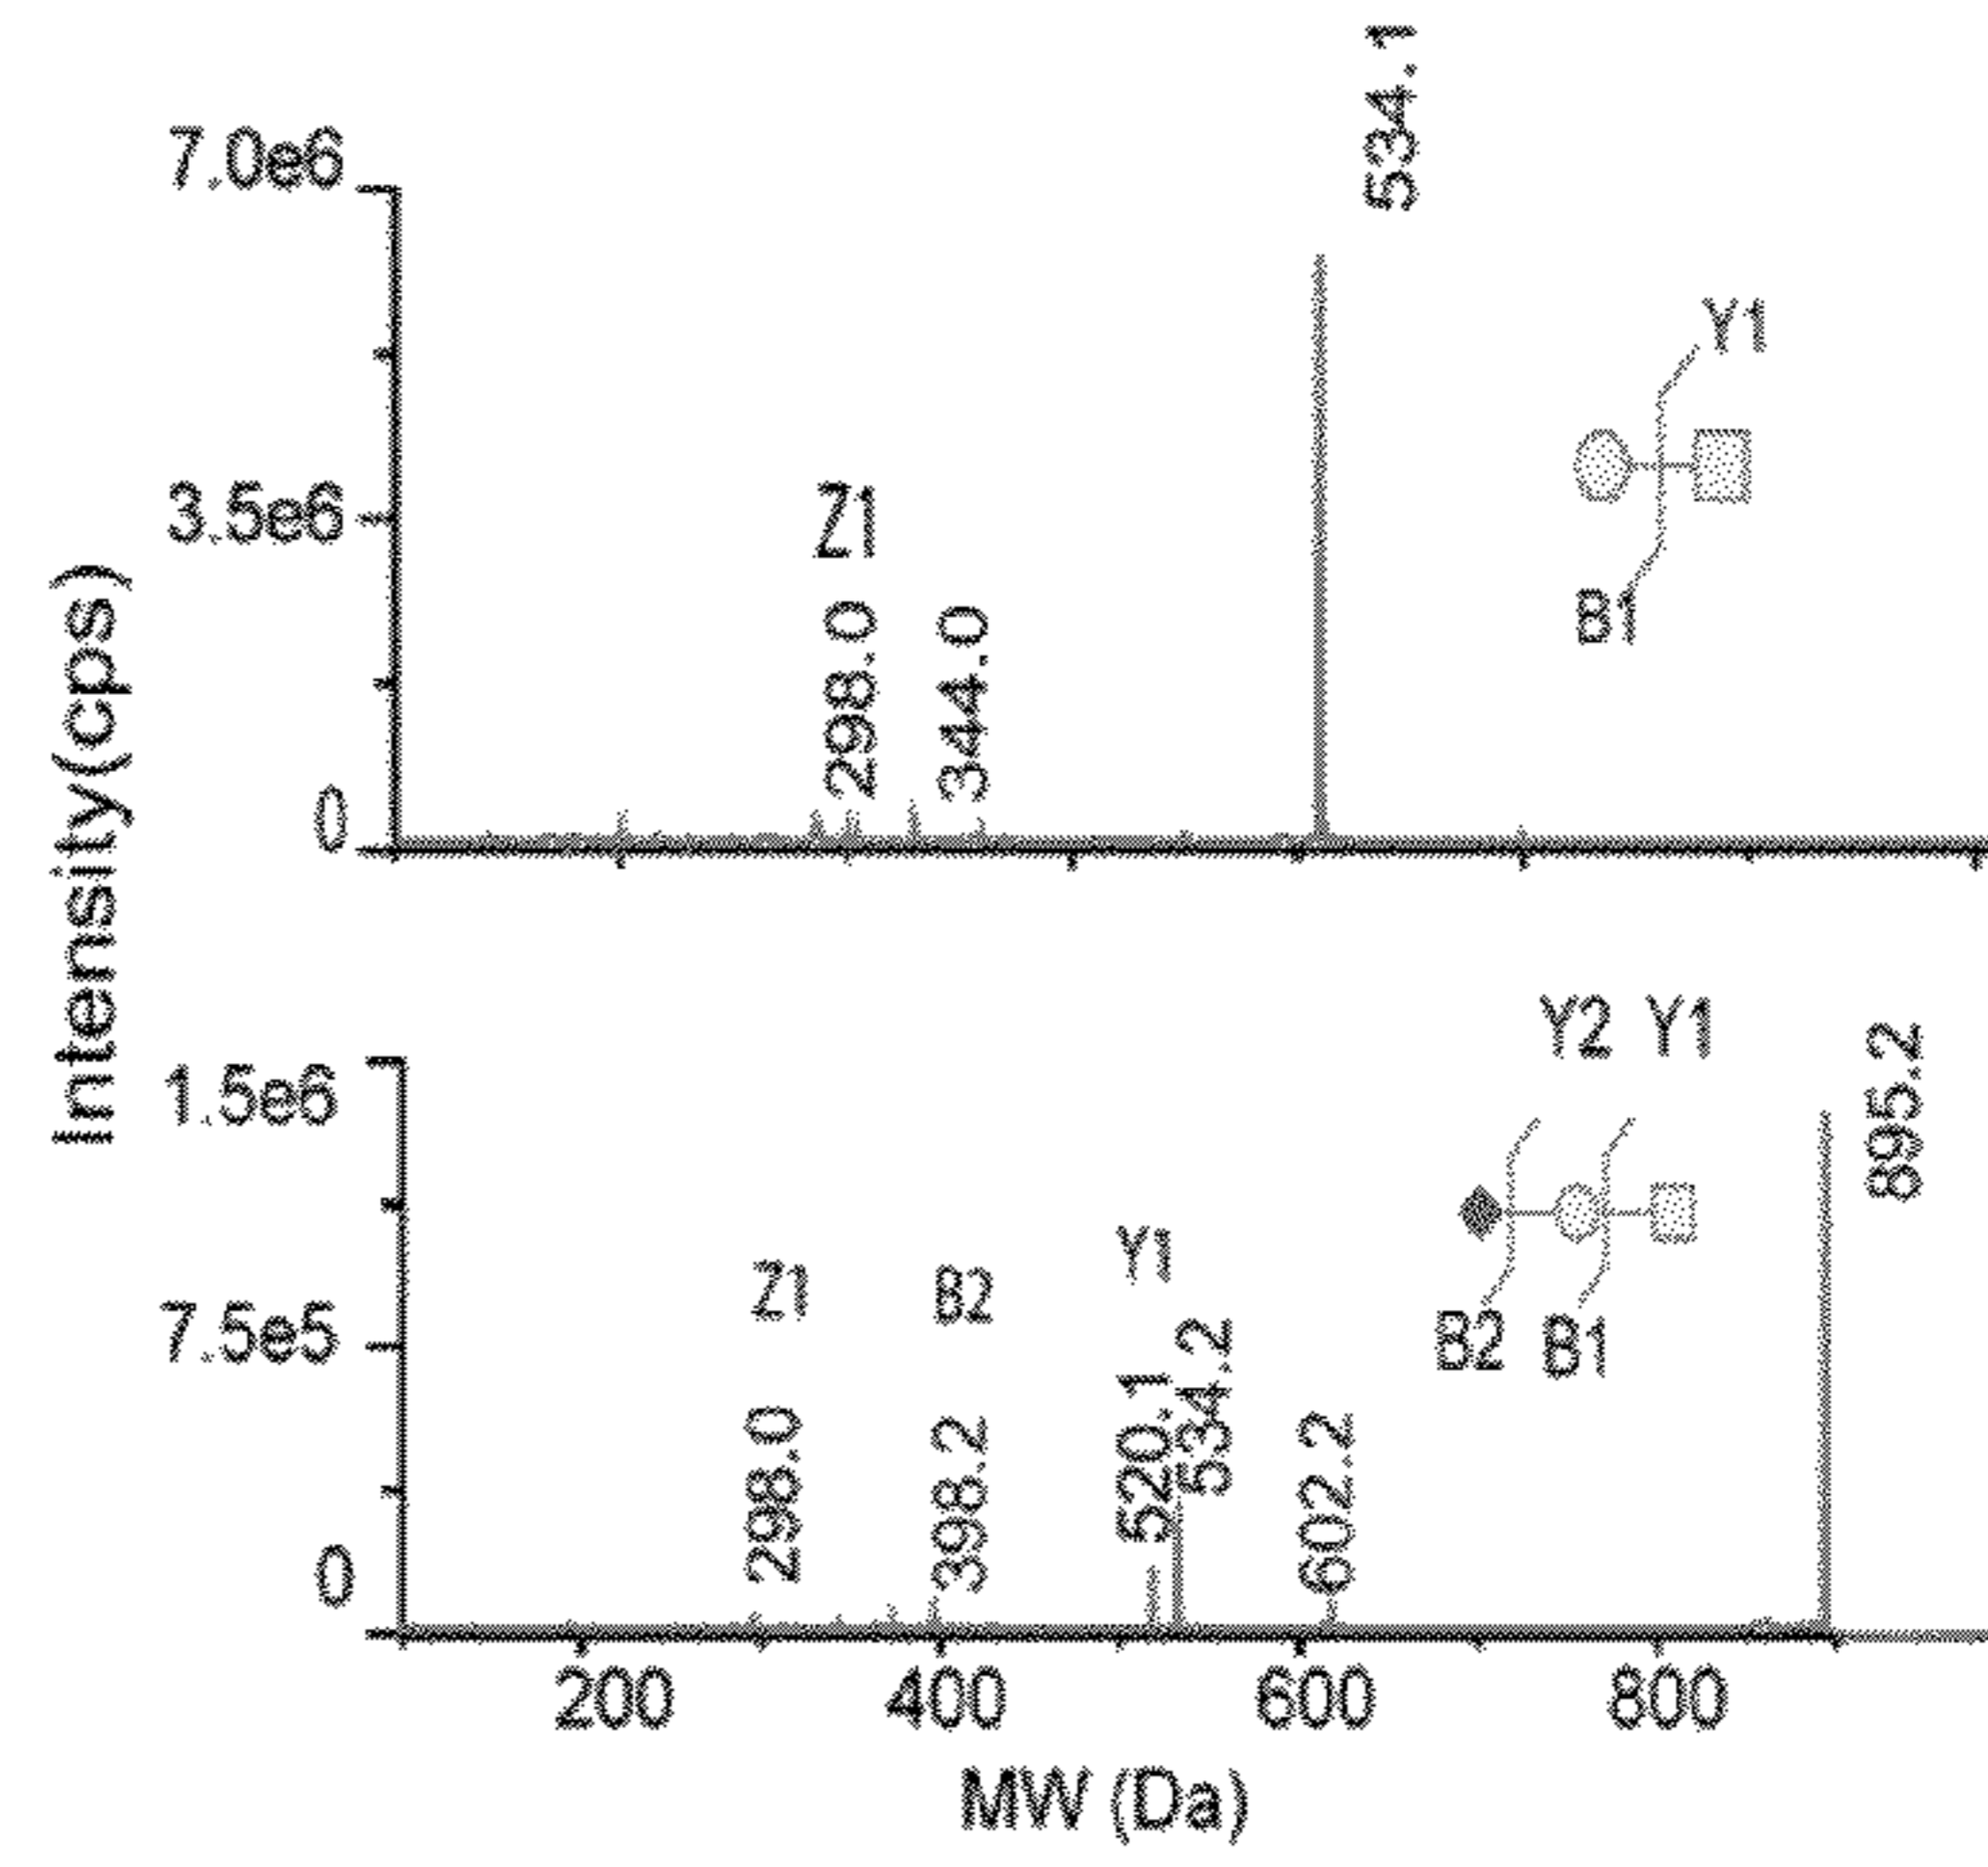 534.1
7.0e6
Y1
Z1
3.5e6
298.0
344.0
B1
0
Intensity(cps)
Y2 Y1
895.2
1.5e6
Y1
Z1
B2
7.5e5
520.1
534.2
B2 B1
298.0
398.2
602.2
0
200 400 600 800
MW (Da)